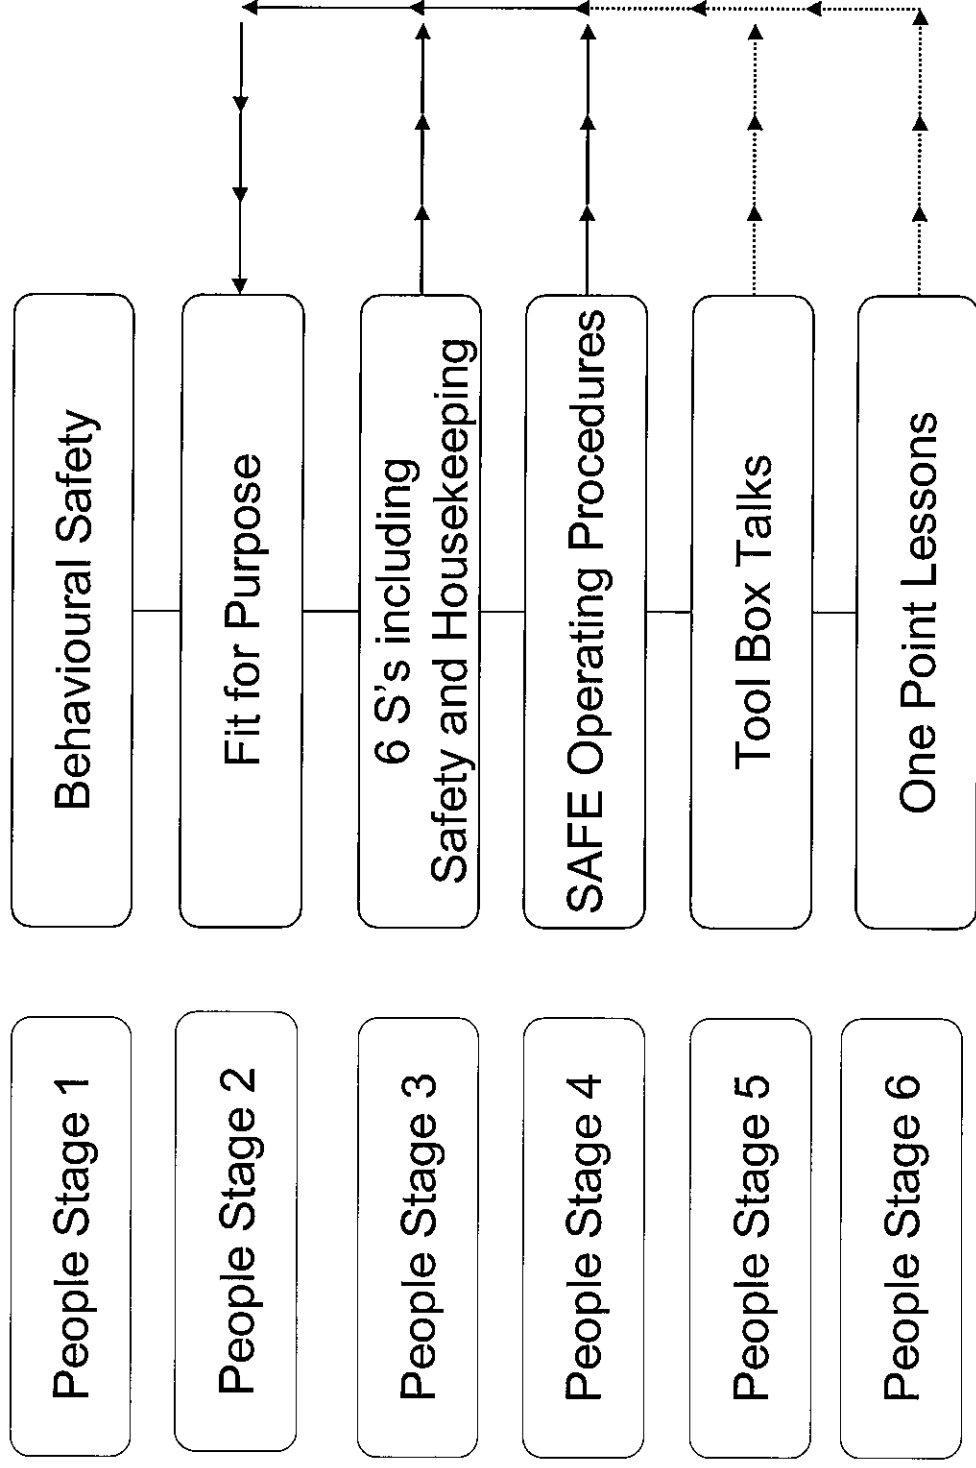 People Stage 1
Behavioural Safety
People Stage 2
Fit for Purpose
People Stage 3
6 S's including
Safety and Housekeeping
People Stage 4
SAFE Operating Procedures
People Stage 5
Tool Box Talks
People Stage 6
One Point Lessons